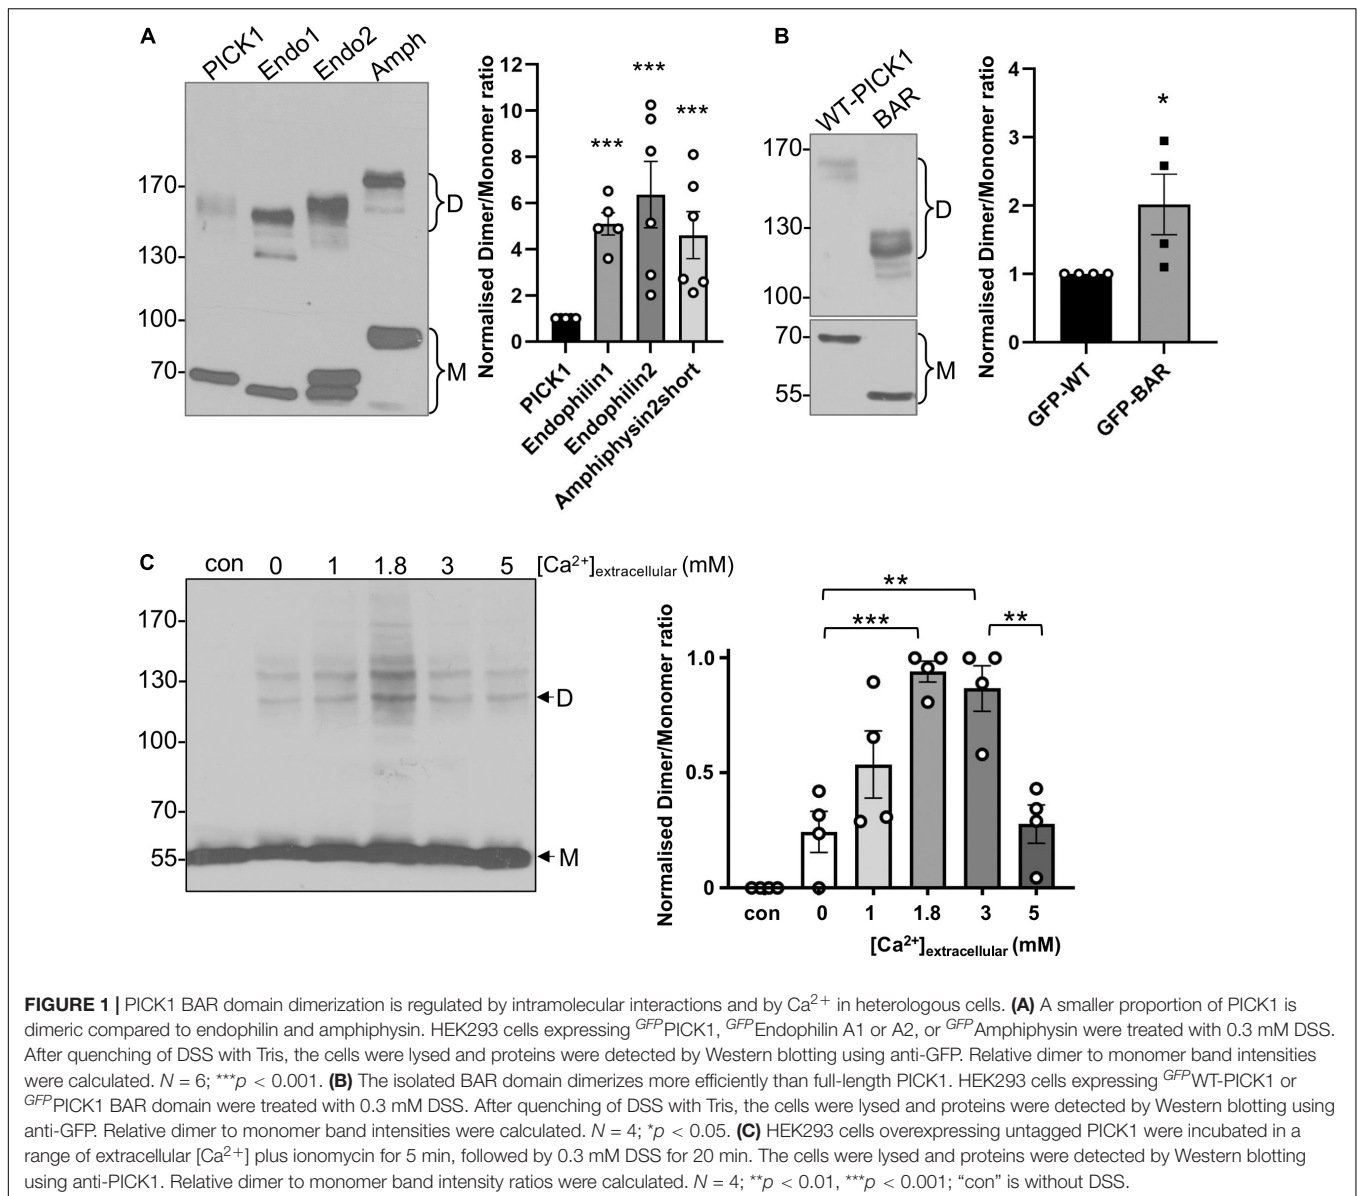 A
PICK1
Endo1
Endo2
Amph
170-
130-
100-
70-
D
M
Normalised Dimer/Monomer ratio
12
10
8
6
4
2
0
***
***
***
PICK1
Endophilin1
Endophilin2
Amphiphysin2short
B
WT-PICK1
BAR
170-
130-
100-
70-
55-
D
M
Normalised Dimer/Monomer ratio
4
3
2
1
0
*
GFP-WT
GFP-BAR
C
con 0 1 1.8 3 5 [Ca²⁺]extracellular (mM)
170-
130-
100-
70-
55-
D
M
Normalised Dimer/Monomer ratio
1.0
0.5
0
**
***
**
con 0 1 1.8 3 5
[Ca²⁺]extracellular (mM)
FIGURE 1 | PICK1 BAR domain dimerization is regulated by intramolecular interactions and by Ca²⁺ in heterologous cells. (A) A smaller proportion of PICK1 is
dimeric compared to endophilin and amphiphysin. HEK293 cells expressing GFPPICK1, GFPEndophilin A1 or A2, or GFPAmphiphysin were treated with 0.3 mM DSS.
After quenching of DSS with Tris, the cells were lysed and proteins were detected by Western blotting using anti-GFP. Relative dimer to monomer band intensities
were calculated. N = 6; ***p < 0.001. (B) The isolated BAR domain dimerizes more efficiently than full-length PICK1. HEK293 cells expressing GFPWT-PICK1 or
GFPPICK1 BAR domain were treated with 0.3 mM DSS. After quenching of DSS with Tris, the cells were lysed and proteins were detected by Western blotting using
anti-GFP. Relative dimer to monomer band intensities were calculated. N = 4; *p < 0.05. (C) HEK293 cells overexpressing untagged PICK1 were incubated in a
range of extracellular [Ca²⁺] plus ionomycin for 5 min, followed by 0.3 mM DSS for 20 min. The cells were lysed and proteins were detected by Western blotting
using anti-PICK1. Relative dimer to monomer band intensity ratios were calculated. N = 4; **p < 0.01, ***p < 0.001; “con” is without DSS.